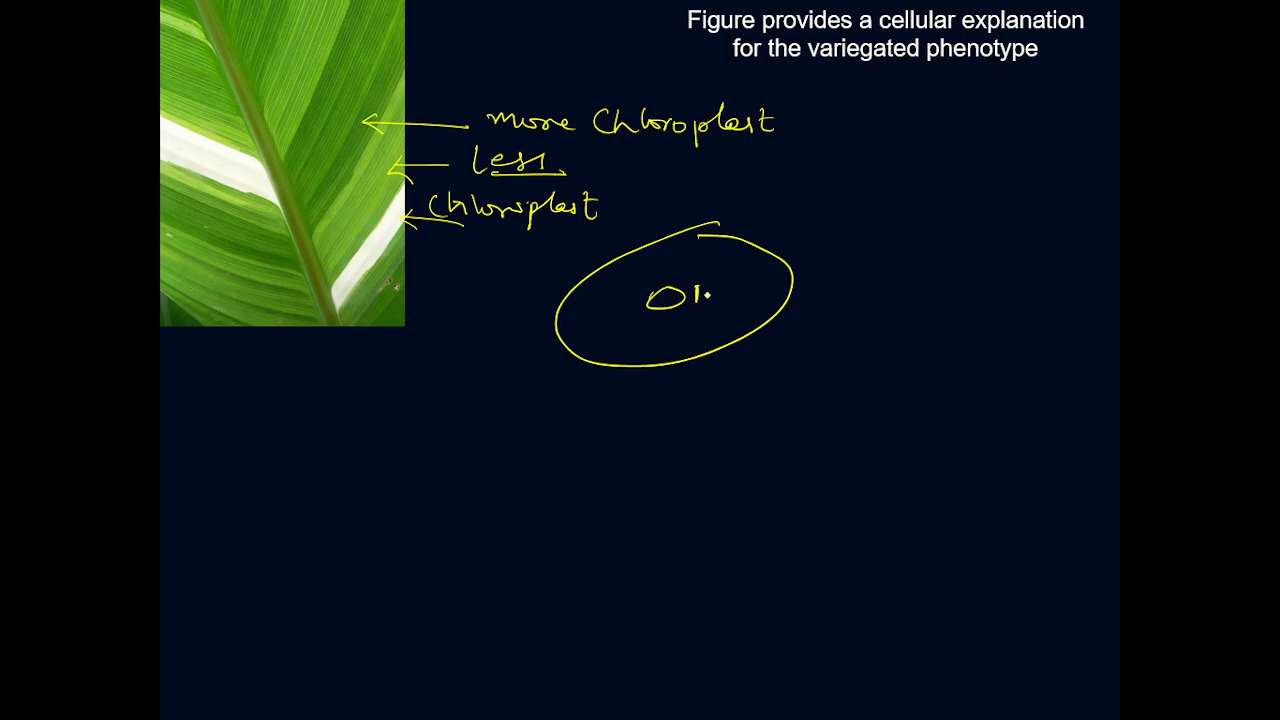 Figure provides a cellular explanation
for the variegated phenotype
more Chloroplast
less
Chloroplast